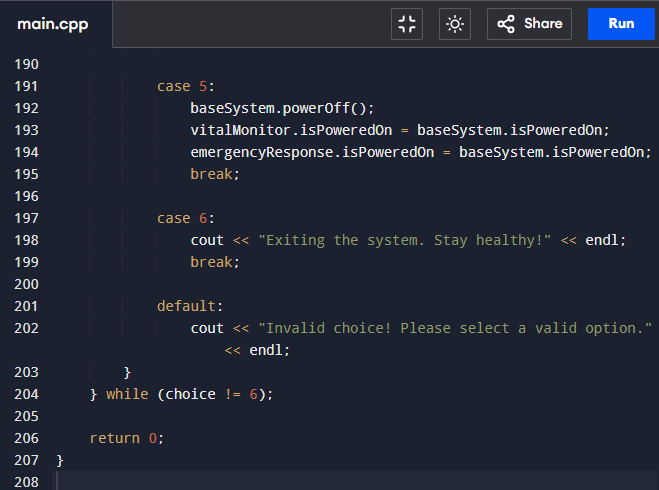 main.cpp
Share
Run
190
191 case 5:
192 baseSystem.powerOff();
193 vitalMonitor.isPoweredOn = baseSystem.isPoweredOn;
194 emergencyResponse.isPoweredOn = baseSystem.isPoweredOn;
195 break;
196
197 case 6:
198 cout << "Exiting the system. Stay healthy!" << endl;
199 break;
200
201 default:
202 cout << "Invalid choice! Please select a valid option."
<< endl;
203 }
204 } while (choice != 6);
205
206 return 0;
207 }
208